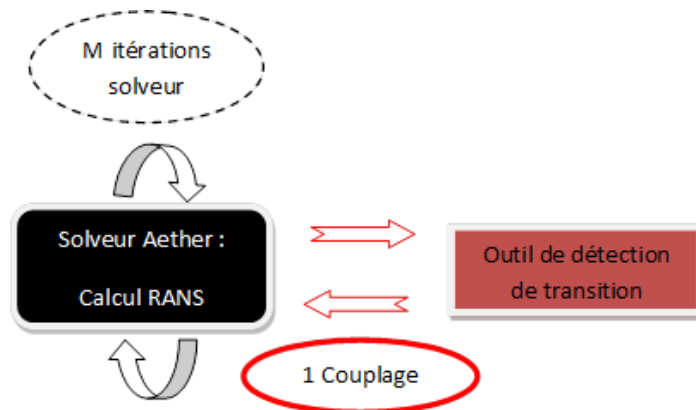 M itérations
solveur
Solveur Aether :
Calcul RANS
Outil de détection
de transition
1 Couplage